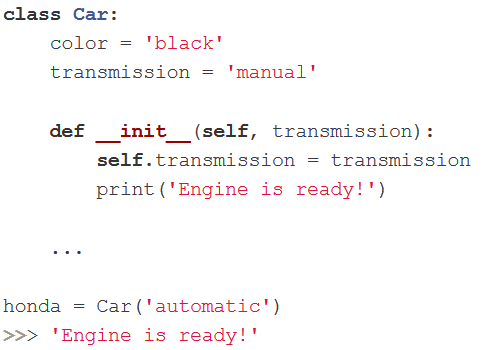 class Car:
    color = 'black'
    transmission = 'manual'

    def __init__(self, transmission):
        self.transmission = transmission
        print('Engine is ready!')

    ...

honda = Car('automatic')
>>> 'Engine is ready!'